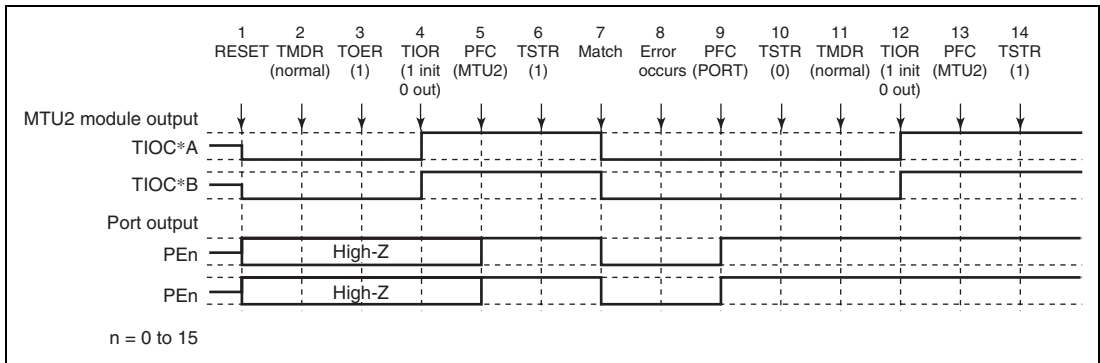 1 2 3 4 5 6 7 8 9 10 11 12 13 14
RESET TMDR TOER TIOR PFC TSTR Match Error PFC TSTR TMDR TIOR PFC TSTR
(normal) (1) (1 init (MTU2) (1) occurs (PORT) (0) (normal) (1 init (MTU2) (1)
0 out) 0 out)
MTU2 module output
TIOC*A
TIOC*B
Port output
PEn High-Z
PEn High-Z
n = 0 to 15